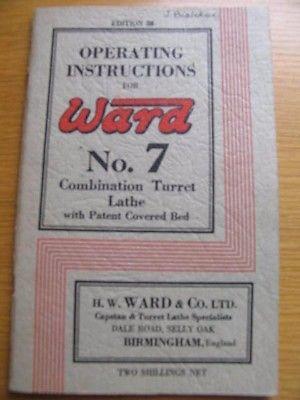 EDITION 38
OPERATING
INSTRUCTIONS
FOR
Ward
No. 7
Combination Turret
Lathe
with Patent Covered Bed
H. W. WARD & CO. LTD.
Capstan & Turret Lathe Specialists
DALE ROAD, SELLY OAK
BIRMINGHAM, England
TWO SHILLINGS NET